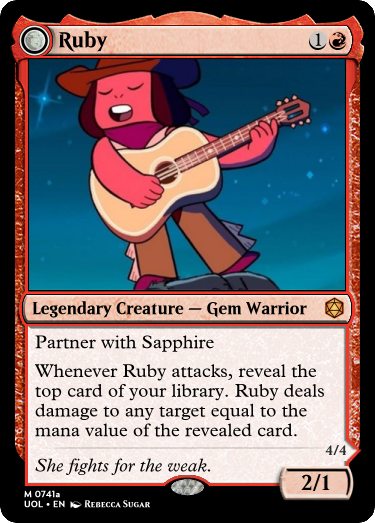 Ruby 1
Legendary Creature — Gem Warrior
Partner with Sapphire
Whenever Ruby attacks, reveal the
top card of your library. Ruby deals
damage to any target equal to the
mana value of the revealed card.
4/4
She fights for the weak.
2/1
M 0741a
UOL • EN Rebecca Sugar